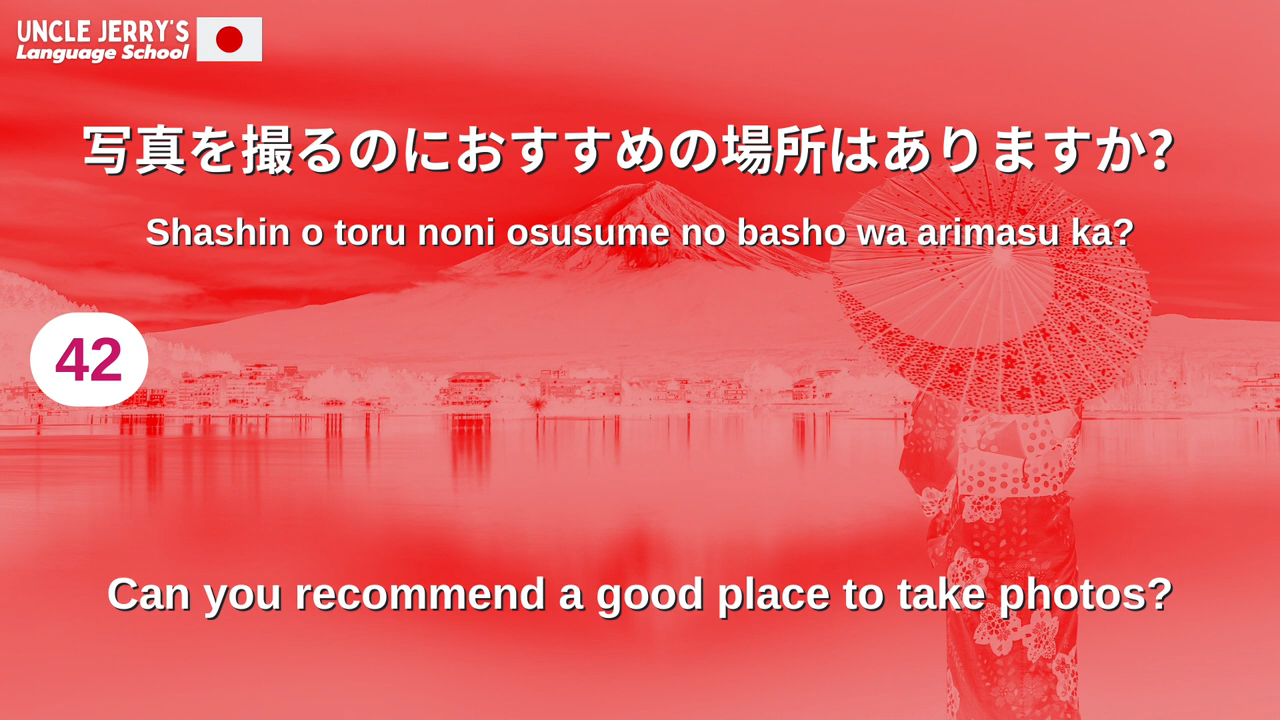 UNCLE JERRY'S
Language School
写真を撮るのにおすすめの場所はありますか?
Shashin o toru noni osusume no basho wa arimasu ka?
42
Can you recommend a good place to take photos?